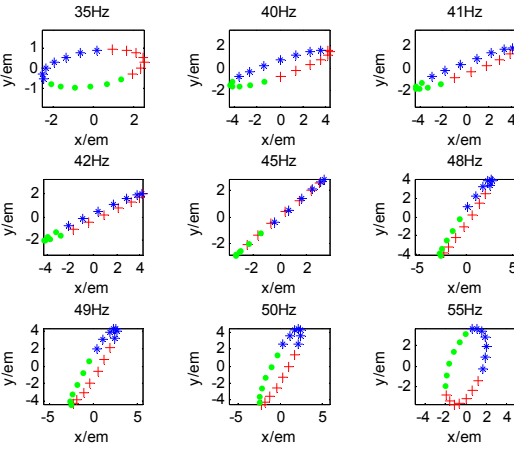 35Hz 40Hz 41Hz
y/em 1 0 -1 y/em 2 0 -2 y/em 2 0 -2
-2 0 2 -4 -2 0 2 4 -4 -2 0 2 4
x/em x/em x/em
42Hz 45Hz 48Hz
y/em 2 0 -2 y/em 2 0 -2 y/em 4 2 0 -2 -4
-4 -2 0 2 4 -2 0 2 -5 0 5
x/em x/em x/em
49Hz 50Hz 55Hz
y/em 4 2 0 -2 -4 y/em 4 2 0 -2 -4 y/em 2 0 -2
-5 0 5 -5 0 5 -4 -2 0 2 4
x/em x/em x/em